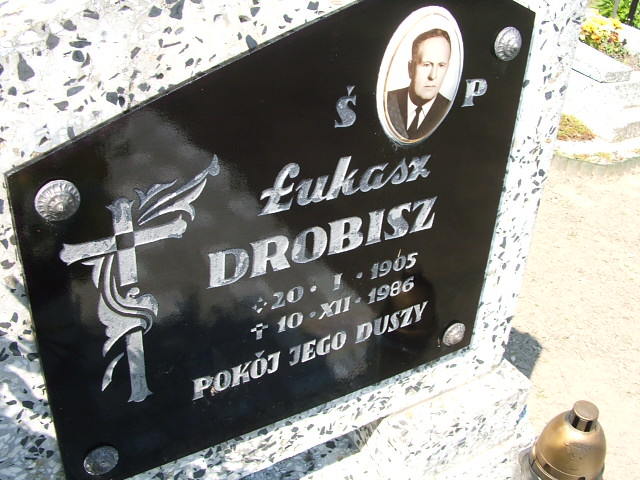 Ś P
Łukasz
DROBISZ
20 · I · 1905
✝ 10 · XII · 1986
POKÓJ JEGO DUSZY